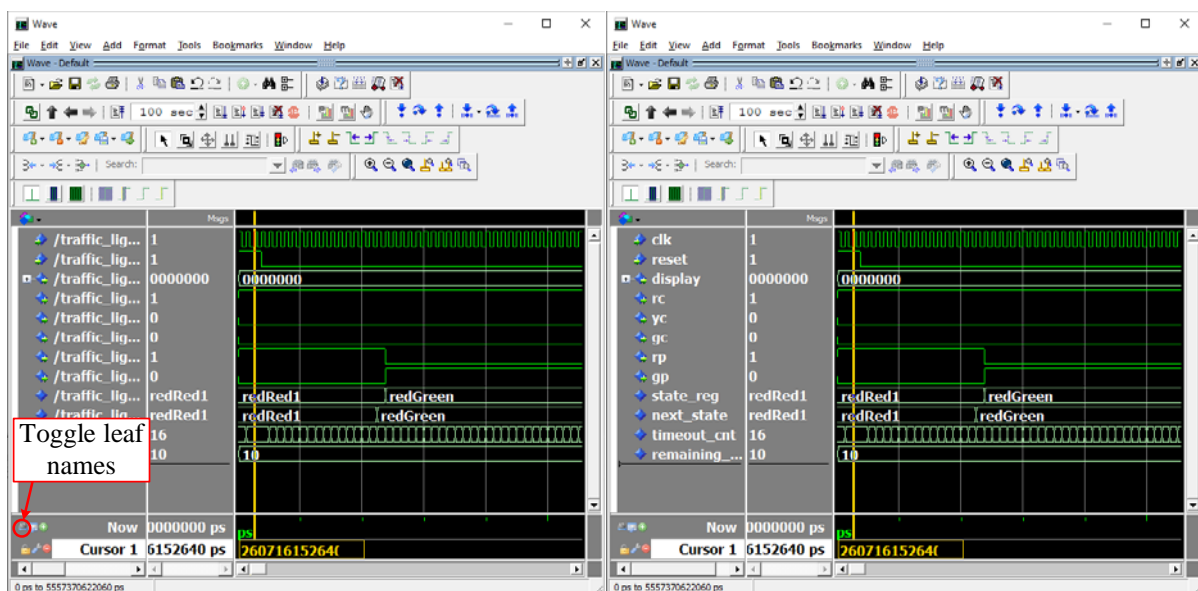 Wave
File Edit View Add Format Tools Bookmarks Window Help
Wave - Default
100 sec
Search:
Msgs
/traffic_lig... 1
/traffic_lig... 1
/traffic_lig... 0000000 0000000
/traffic_lig... 1
/traffic_lig... 0
/traffic_lig... 0
/traffic_lig... 1
/traffic_lig... 0
/traffic_lig... redRed1 redRed1 redGreen
/traffic_lig... redRed1 redRed1 redGreen
16
10 10
Toggle leaf
names
Now 0000000 ps ps
Cursor 1 6152640 ps
0 ps to 5557370622060 ps
Wave
File Edit View Add Format Tools Bookmarks Window Help
Wave - Default
100 sec
Search:
Msgs
clk 1
reset 1
display 0000000 0000000
rc 1
yc 0
gc 0
rp 1
gp 0
state_reg redRed1 redRed1 redGreen
next_state redRed1 redRed1 redGreen
timeout_cnt 16
remaining_... 10 10
Now 0000000 ps ps
Cursor 1 6152640 ps
0 ps to 5557370622060 ps